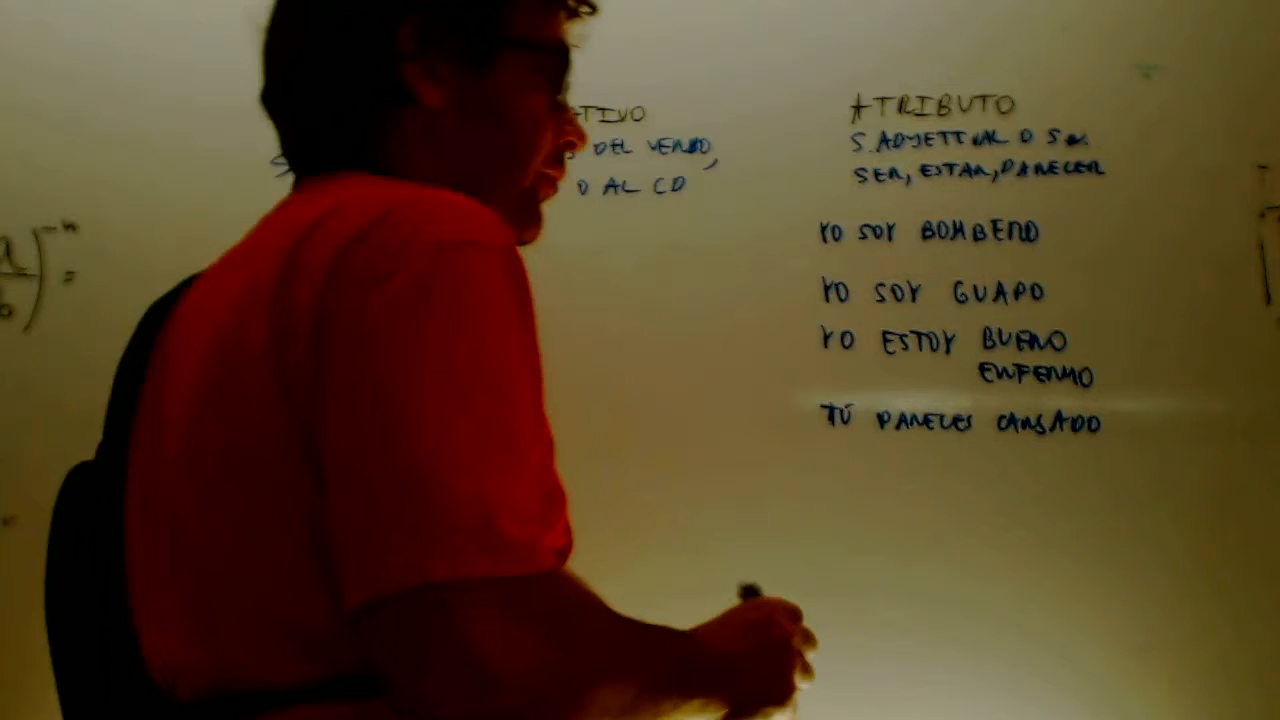 TIVO
DEL VERBO,
O AL CD
ATRIBUTO
S. ADJETIVAL O SN.
SER, ESTAR, PARECER
YO SOY BOMBERO
YO SOY GUAPO
YO ESTOY BUENO
ENFERMO
TÚ PARECES CANSADO